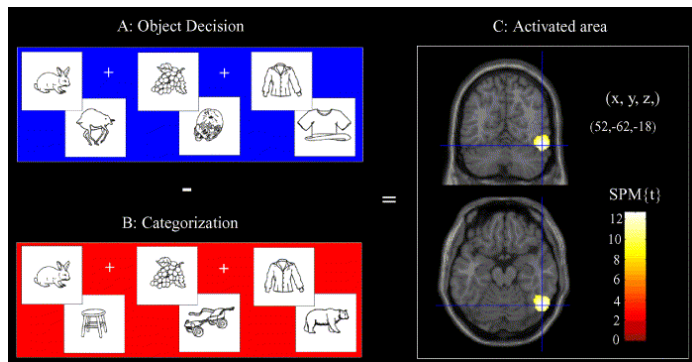 A: Object Decision
+
+
-
B: Categorization
+
+
=
C: Activated area
(x, y, z,)
(52,-62,-18)
SPM{t}
12
10
8
6
4
2
0